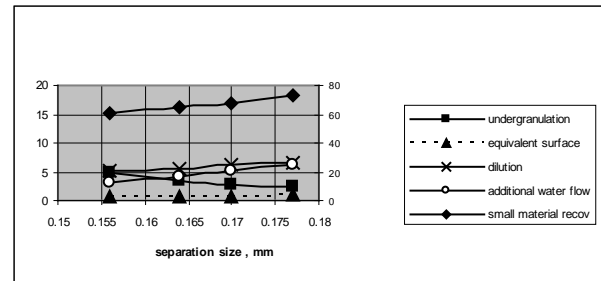 20 80
15 60
10 40
5 20
0 0
0.15 0.155 0.16 0.165 0.17 0.175 0.18
separation size , mm
undergranulation
equivalent surface
dilution
additional water flow
small material recov